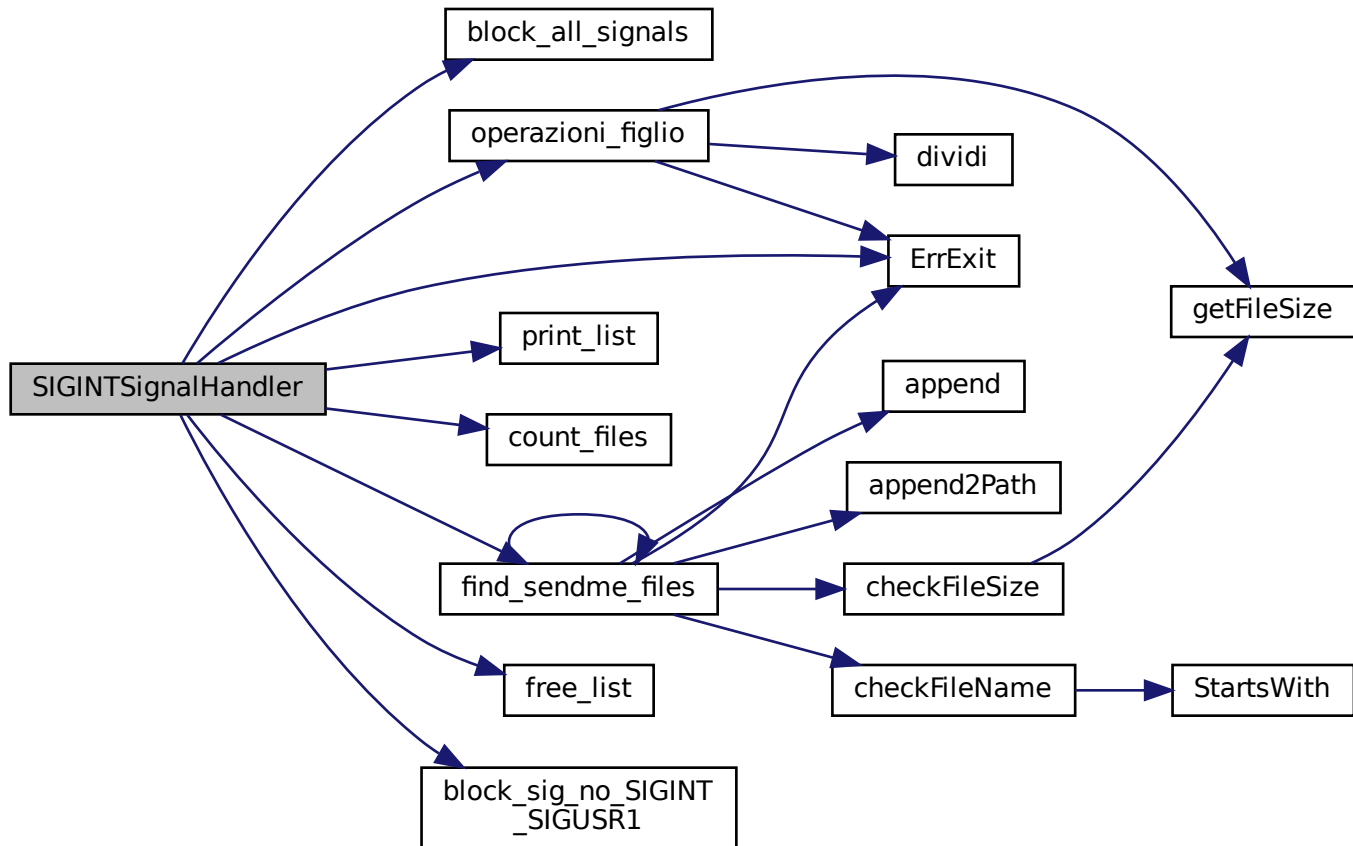 block_all_signals
operazioni_figlio
dividi
ErrExit
getFileSize
print_list
SIGINTSignalHandler
append
count_files
append2Path
find_sendme_files
checkFileSize
free_list
checkFileName
StartsWith
block_sig_no_SIGINT
_SIGUSR1